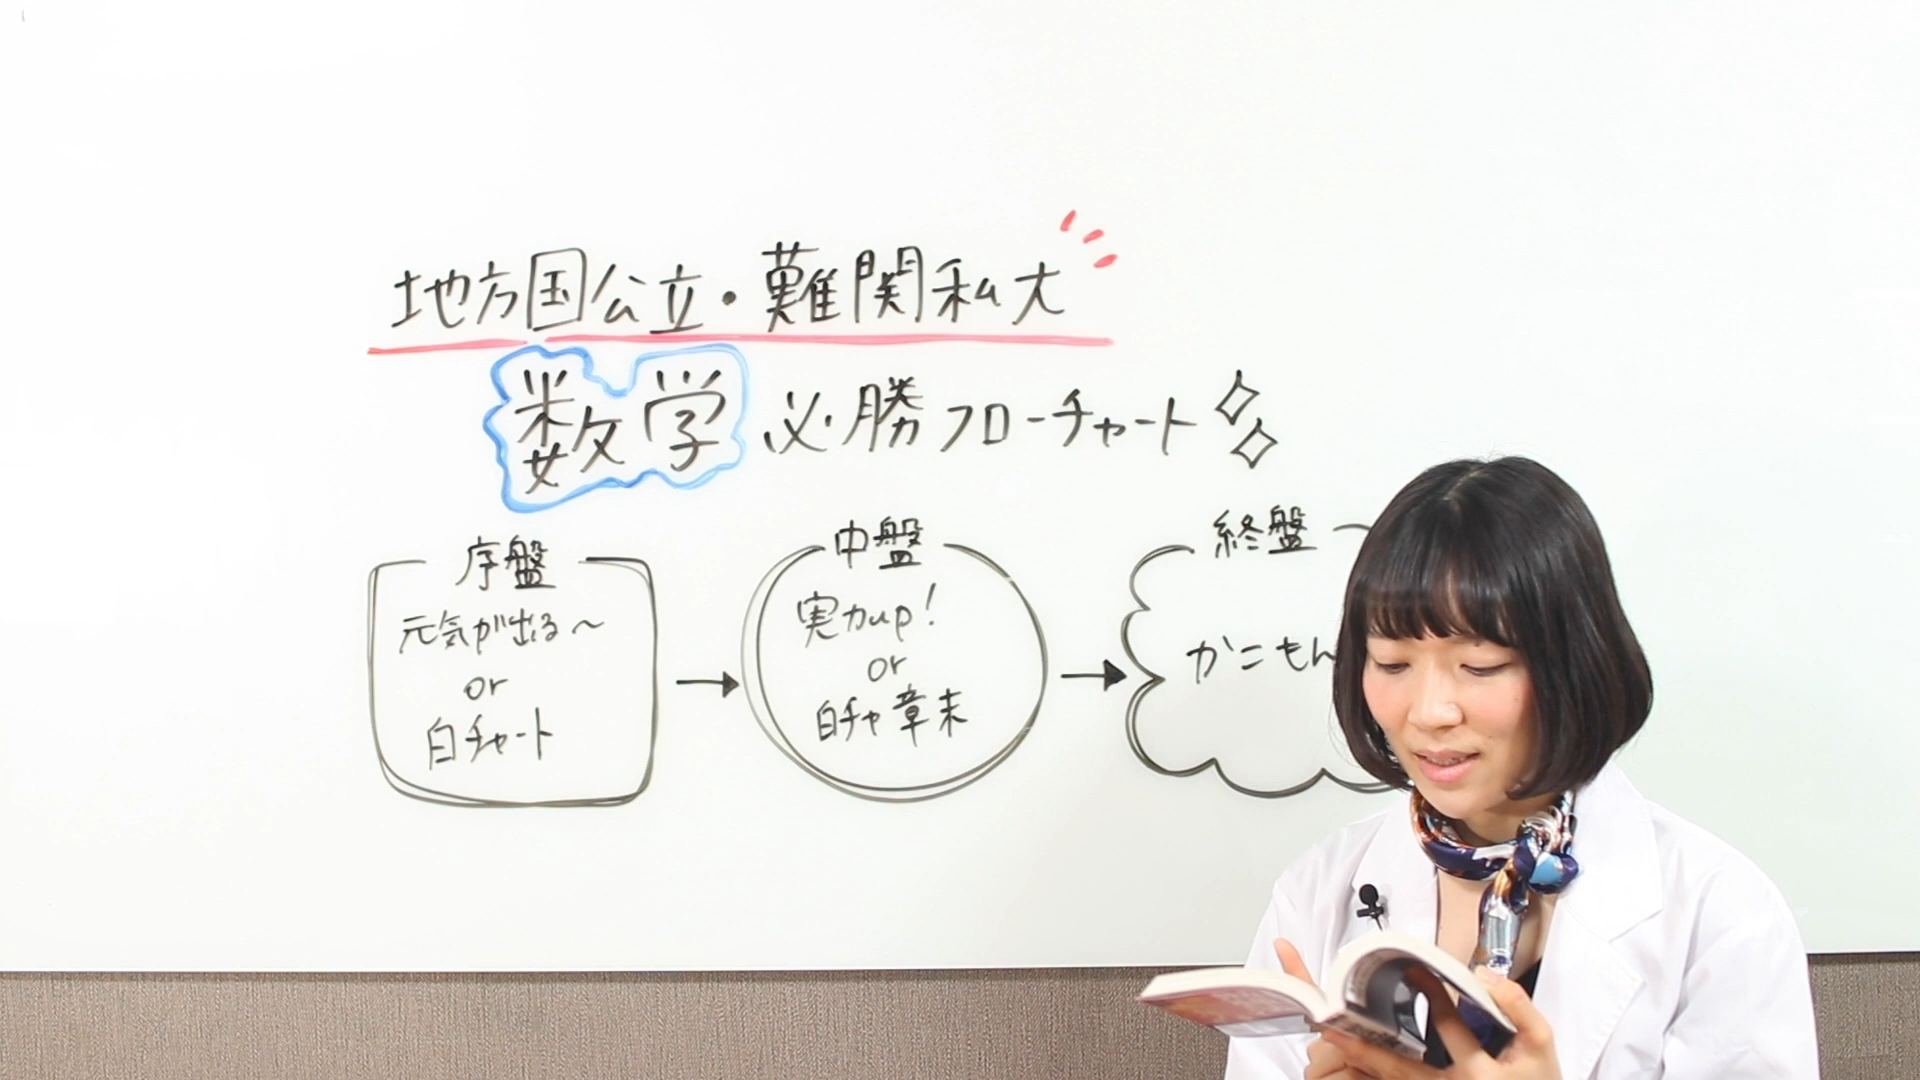 地方国公立・難関私大
数学 必勝フローチャート
序盤
元気が出る〜
or
白チャート
中盤
実力up!
or
白チャ章末
終盤
かこもん